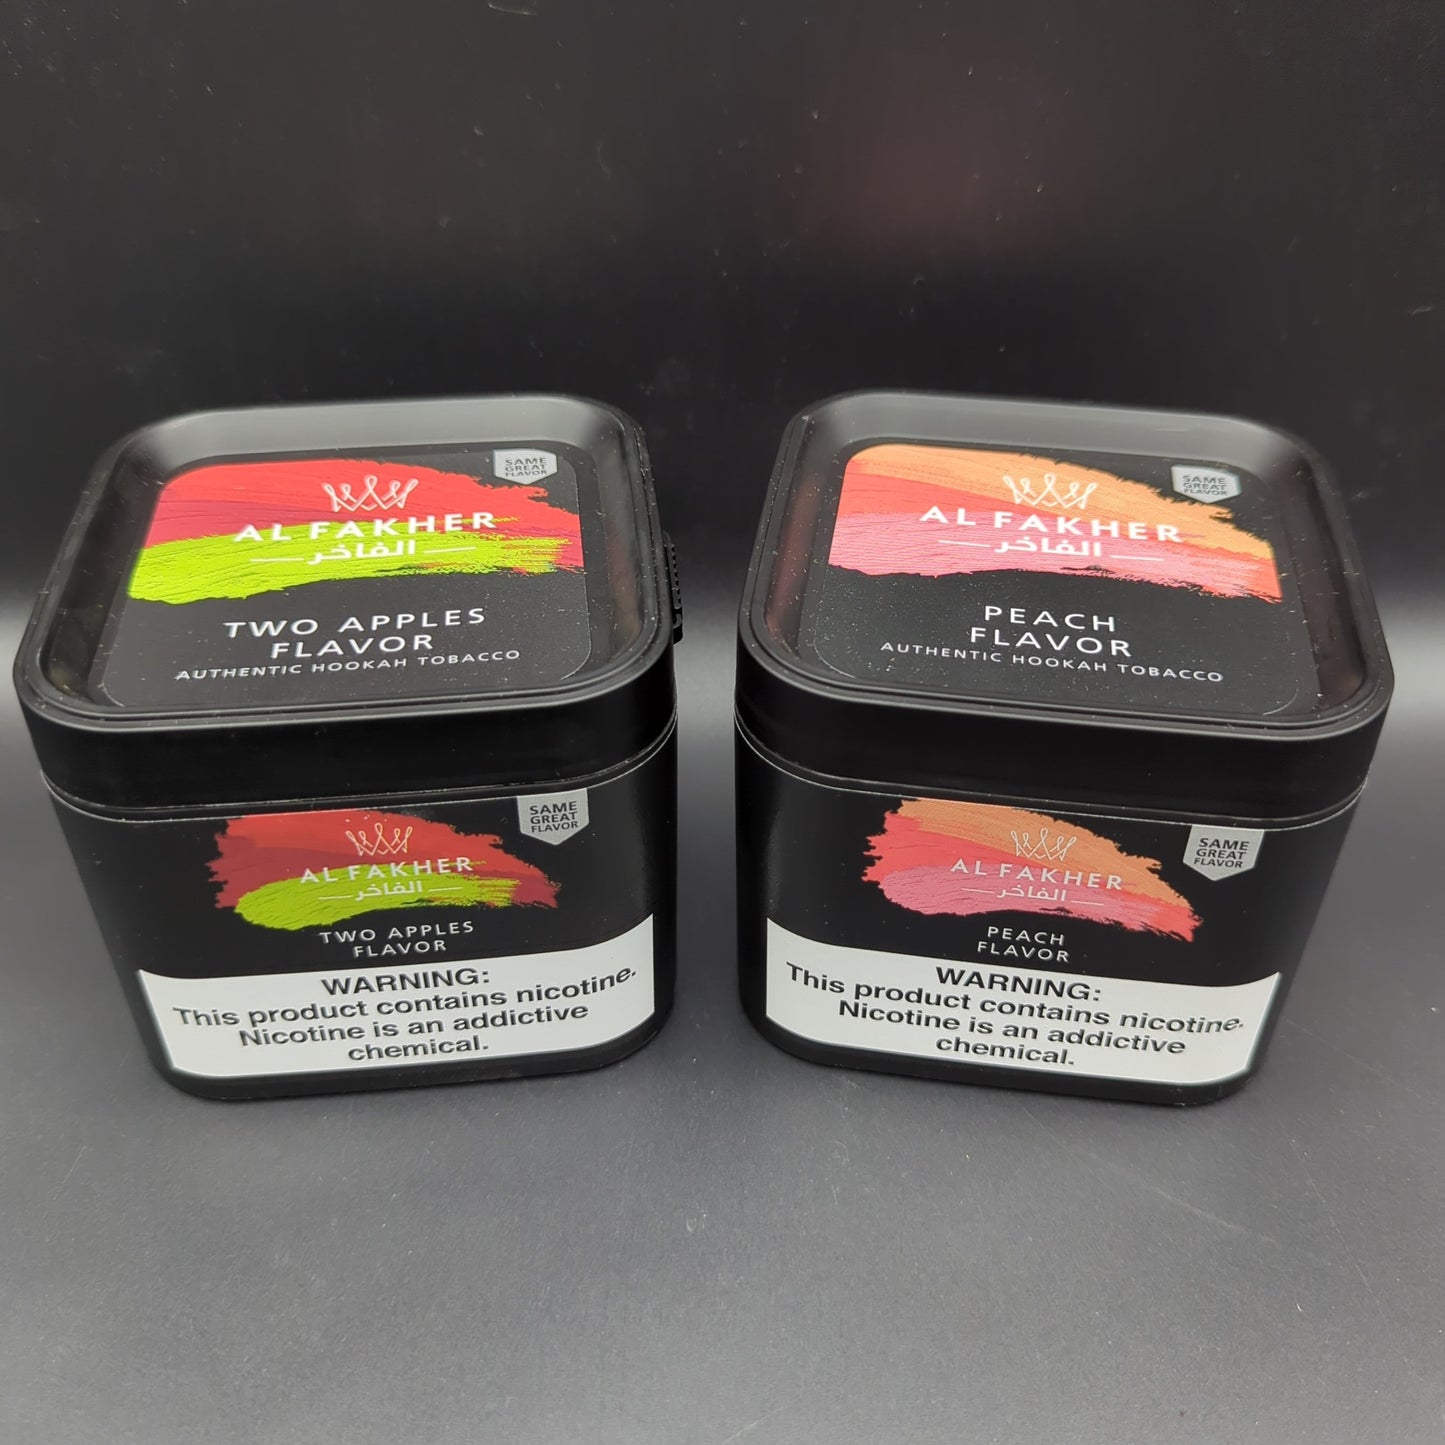 SAME
GREAT
FLAVOR
AL FAKHER
الفاخر
TWO APPLES
FLAVOR
AUTHENTIC HOOKAH TOBACCO
SAME
GREAT
FLAVOR
AL FAKHER
الفاخر
TWO APPLES
FLAVOR
WARNING:
This product contains nicotine.
Nicotine is an addictive
chemical.
SAME
GREAT
FLAVOR
AL FAKHER
الفاخر
PEACH
FLAVOR
AUTHENTIC HOOKAH TOBACCO
SAME
GREAT
FLAVOR
AL FAKHER
الفاخر
PEACH
FLAVOR
WARNING:
This product contains nicotine.
Nicotine is an addictive
chemical.